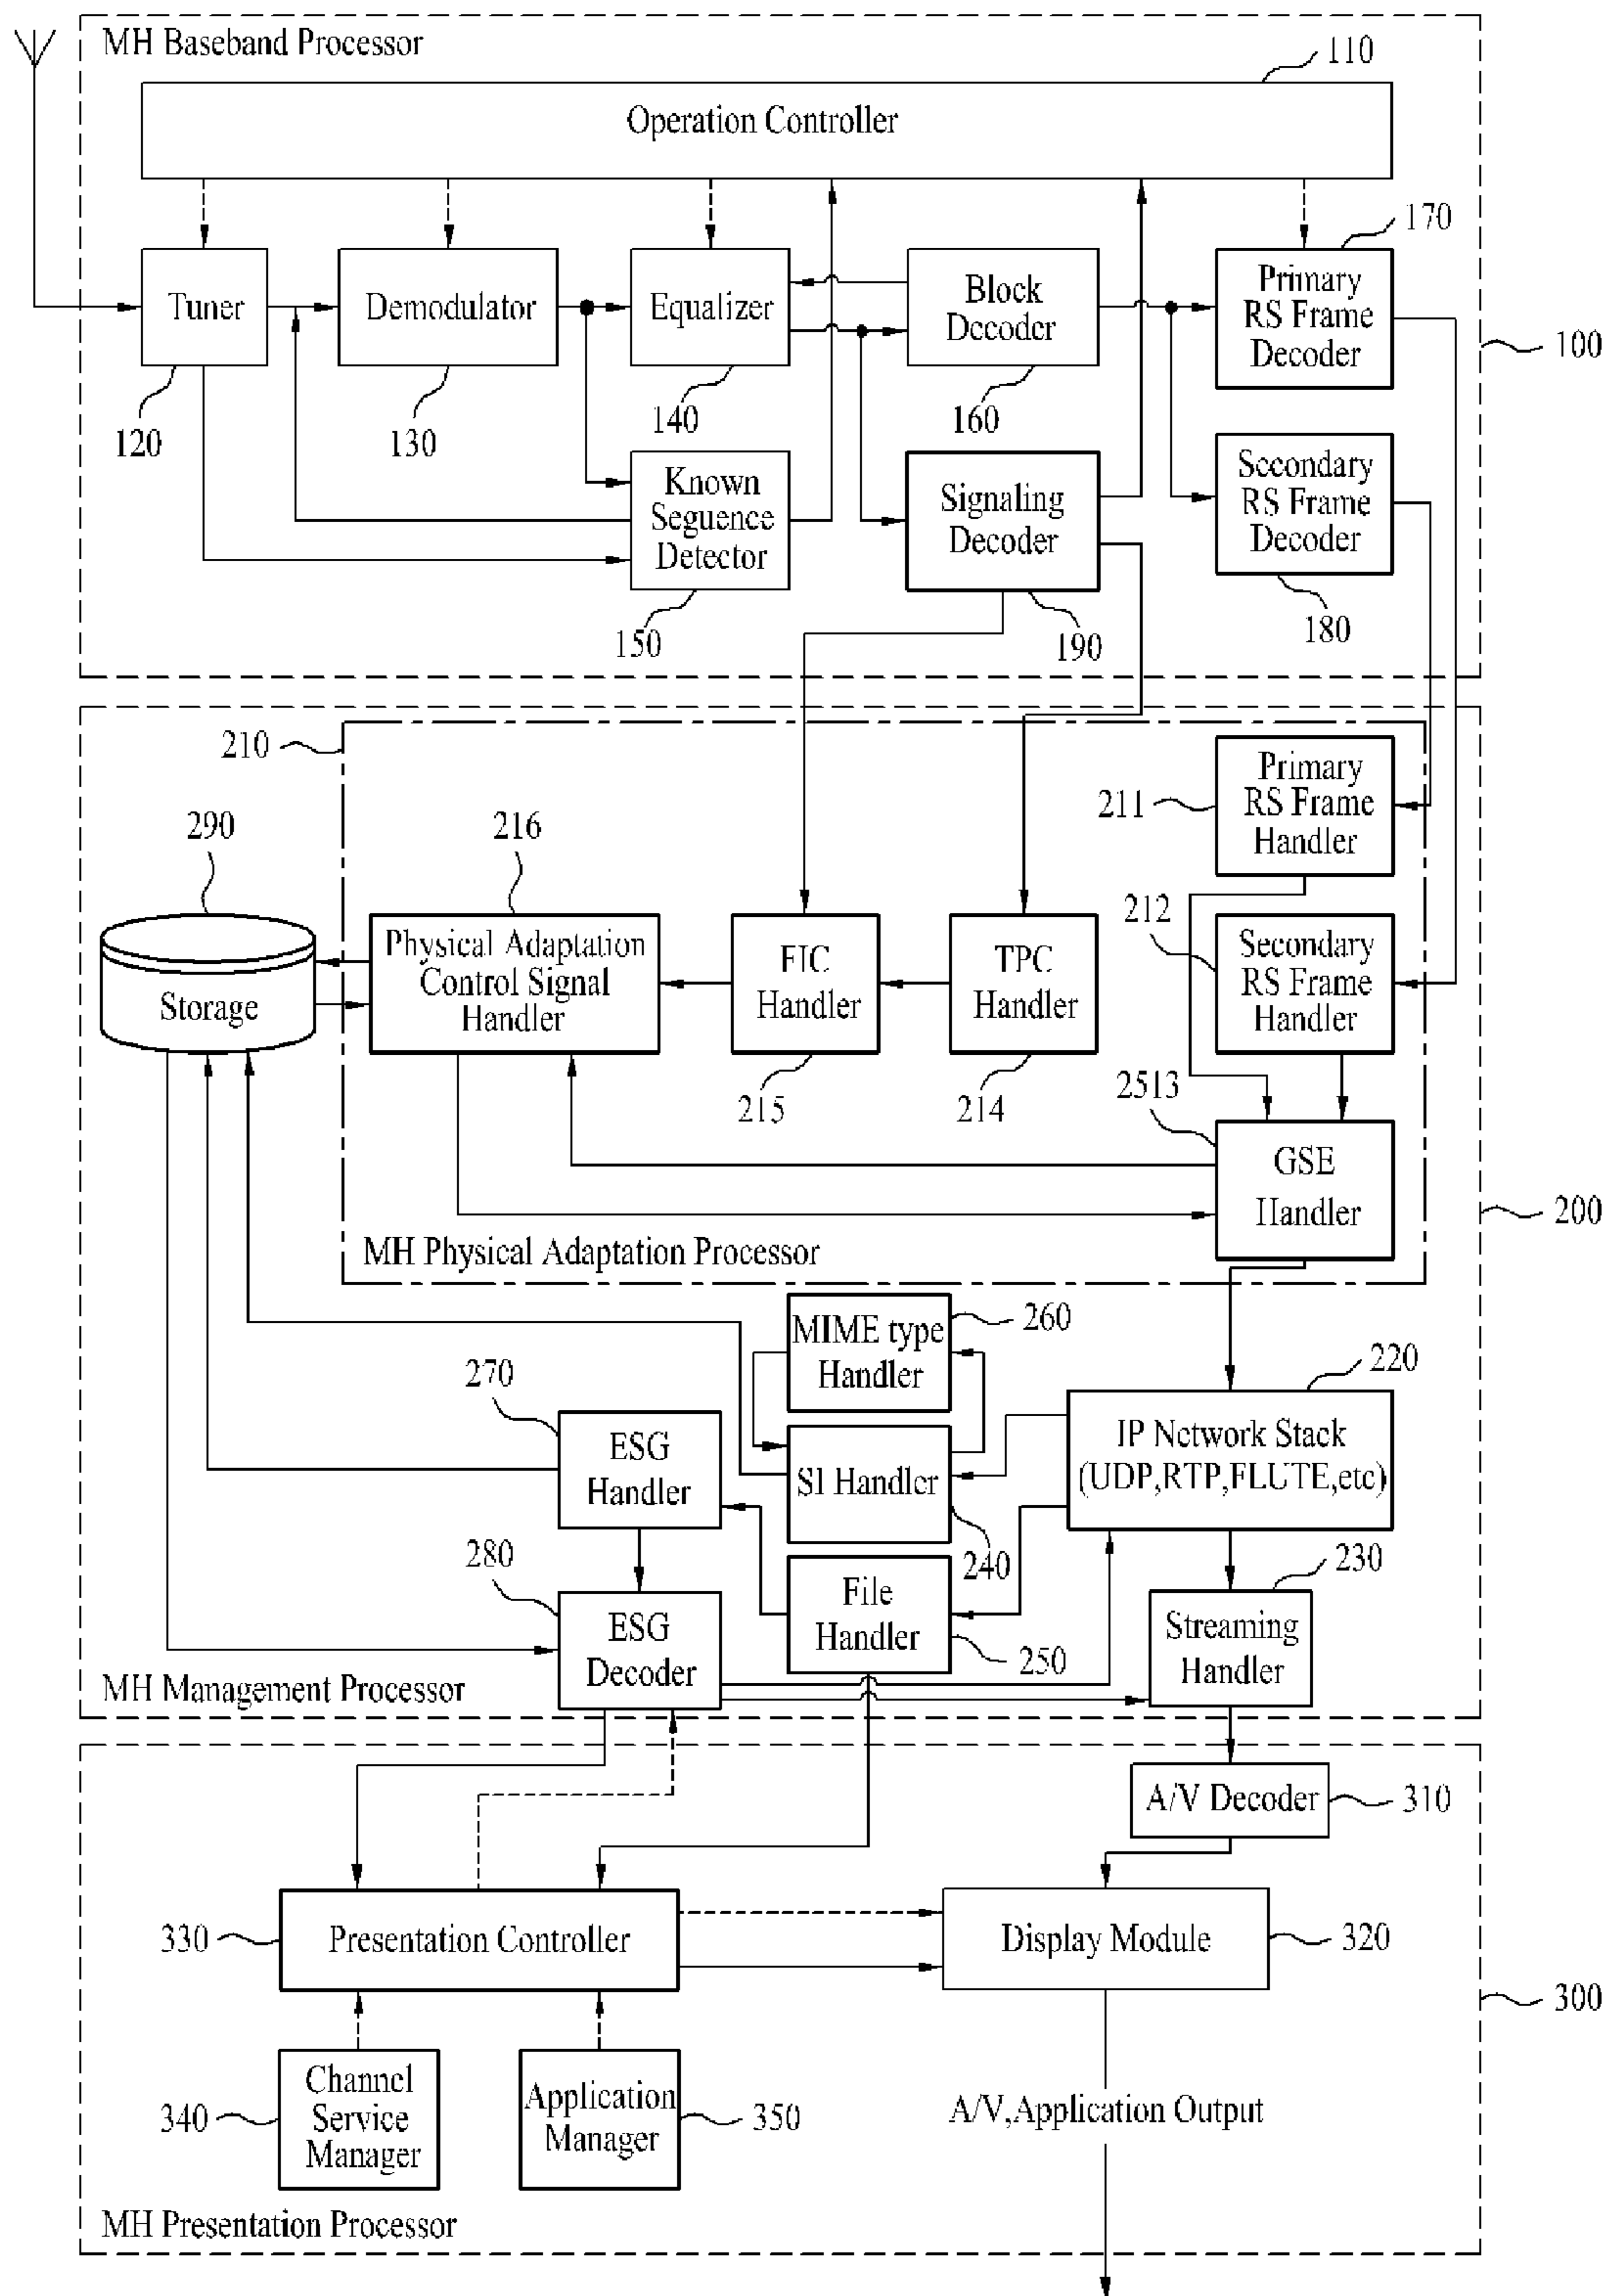 MH Baseband Processor
110
Operation Controller
170
Tuner
Demodulator
Equalizer
Block
Decoder
Primary
RS Frame
Decoder
100
120
130
140
160
Known
Seguence
Detector
Signaling
Decoder
Secondary
RS Frame
Decoder
150
190
180
210
Primary
RS Frame
Handler
211
290
216
212
Storage
Physical Adaptation
Control Signal
Handler
FIC
Handler
TPC
Handler
Secondary
RS Frame
Handler
215
214
2513
GSE
Handler
200
MH Physical Adaptation Processor
MIME type
Handler
260
270
220
ESG
Handler
SI Handler
IP Network Stack
(UDP,RTP,FLUTE,etc)
280
240
230
ESG
Decoder
File
Handler
250
Streaming
Handler
MH Management Processor
A/V Decoder
310
330
Presentation Controller
Display Module
320
300
340
Channel
Service
Manager
Application
Manager
350
A/V,Application Output
MH Presentation Processor